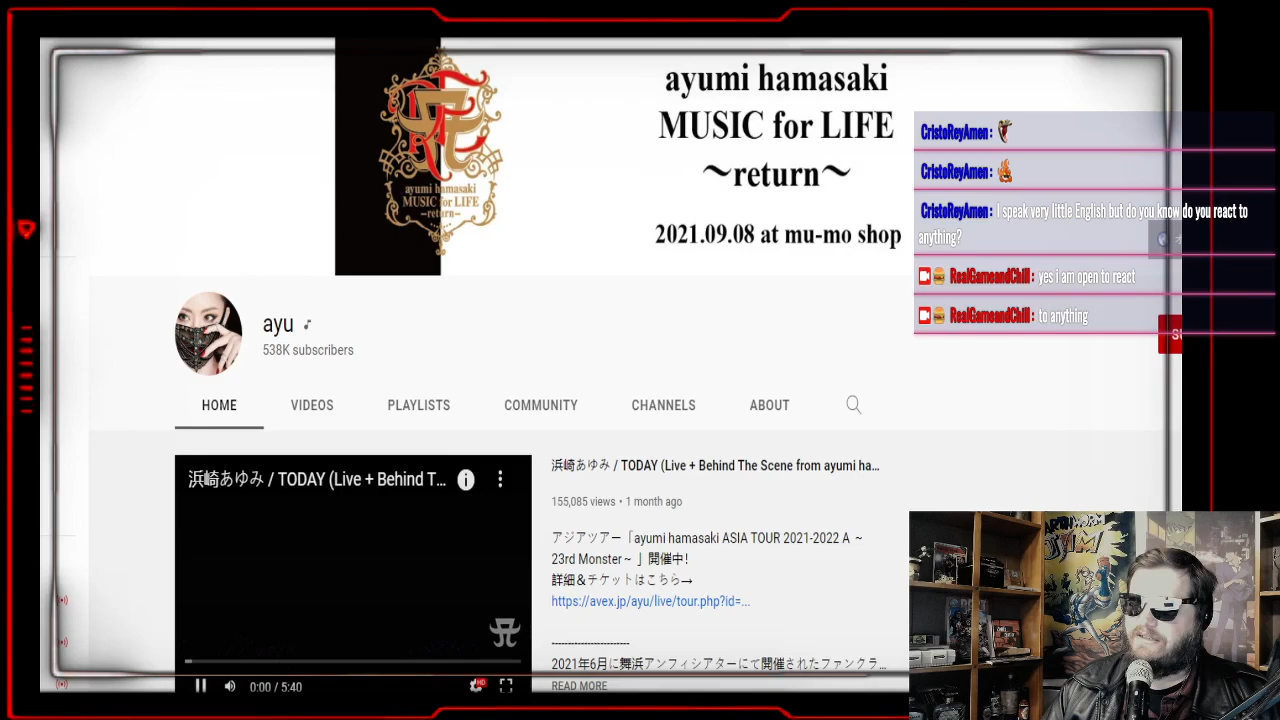 ayumi hamasaki
MUSIC for LIFE
～return～
2021.09.08 at mu-mo shop
ayumi hamasaki
MUSIC for LIFE
~return~
CristoReyAmen:
CristoReyAmen:
CristoReyAmen: I speak very little English but do you know do you react to
anything?
RealGameandChill: yes i am open to react
RealGameandChill: to anything
ayu
538K subscribers
HOME VIDEOS PLAYLISTS COMMUNITY CHANNELS ABOUT
浜崎あゆみ / TODAY (Live + Behind T...
0:00 / 5:40
HD
浜崎あゆみ / TODAY (Live + Behind The Scene from ayumi ha...
155,085 views • 1 month ago
アジアツアー「ayumi hamasaki ASIA TOUR 2021-2022 A ～
23rd Monster～ 」開催中!
詳細＆チケットはこちら→
https://avex.jp/ayu/live/tour.php?id=...
-----------------------
2021年6月に舞浜アンフィシアターにて開催されたファンクラ...
READ MORE